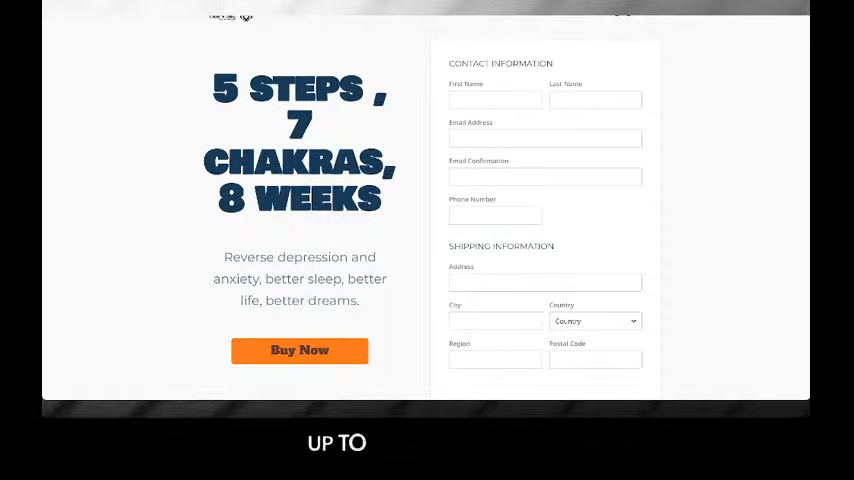 5 STEPS ,
7
CHAKRAS,
8 WEEKS
Reverse depression and
anxiety, better sleep, better
life, better dreams.
Buy Now
CONTACT INFORMATION
First Name Last Name
Email Address
Email Confirmation
Phone Number
SHIPPING INFORMATION
Address
City Country
Country
Region Postal Code
UP TO